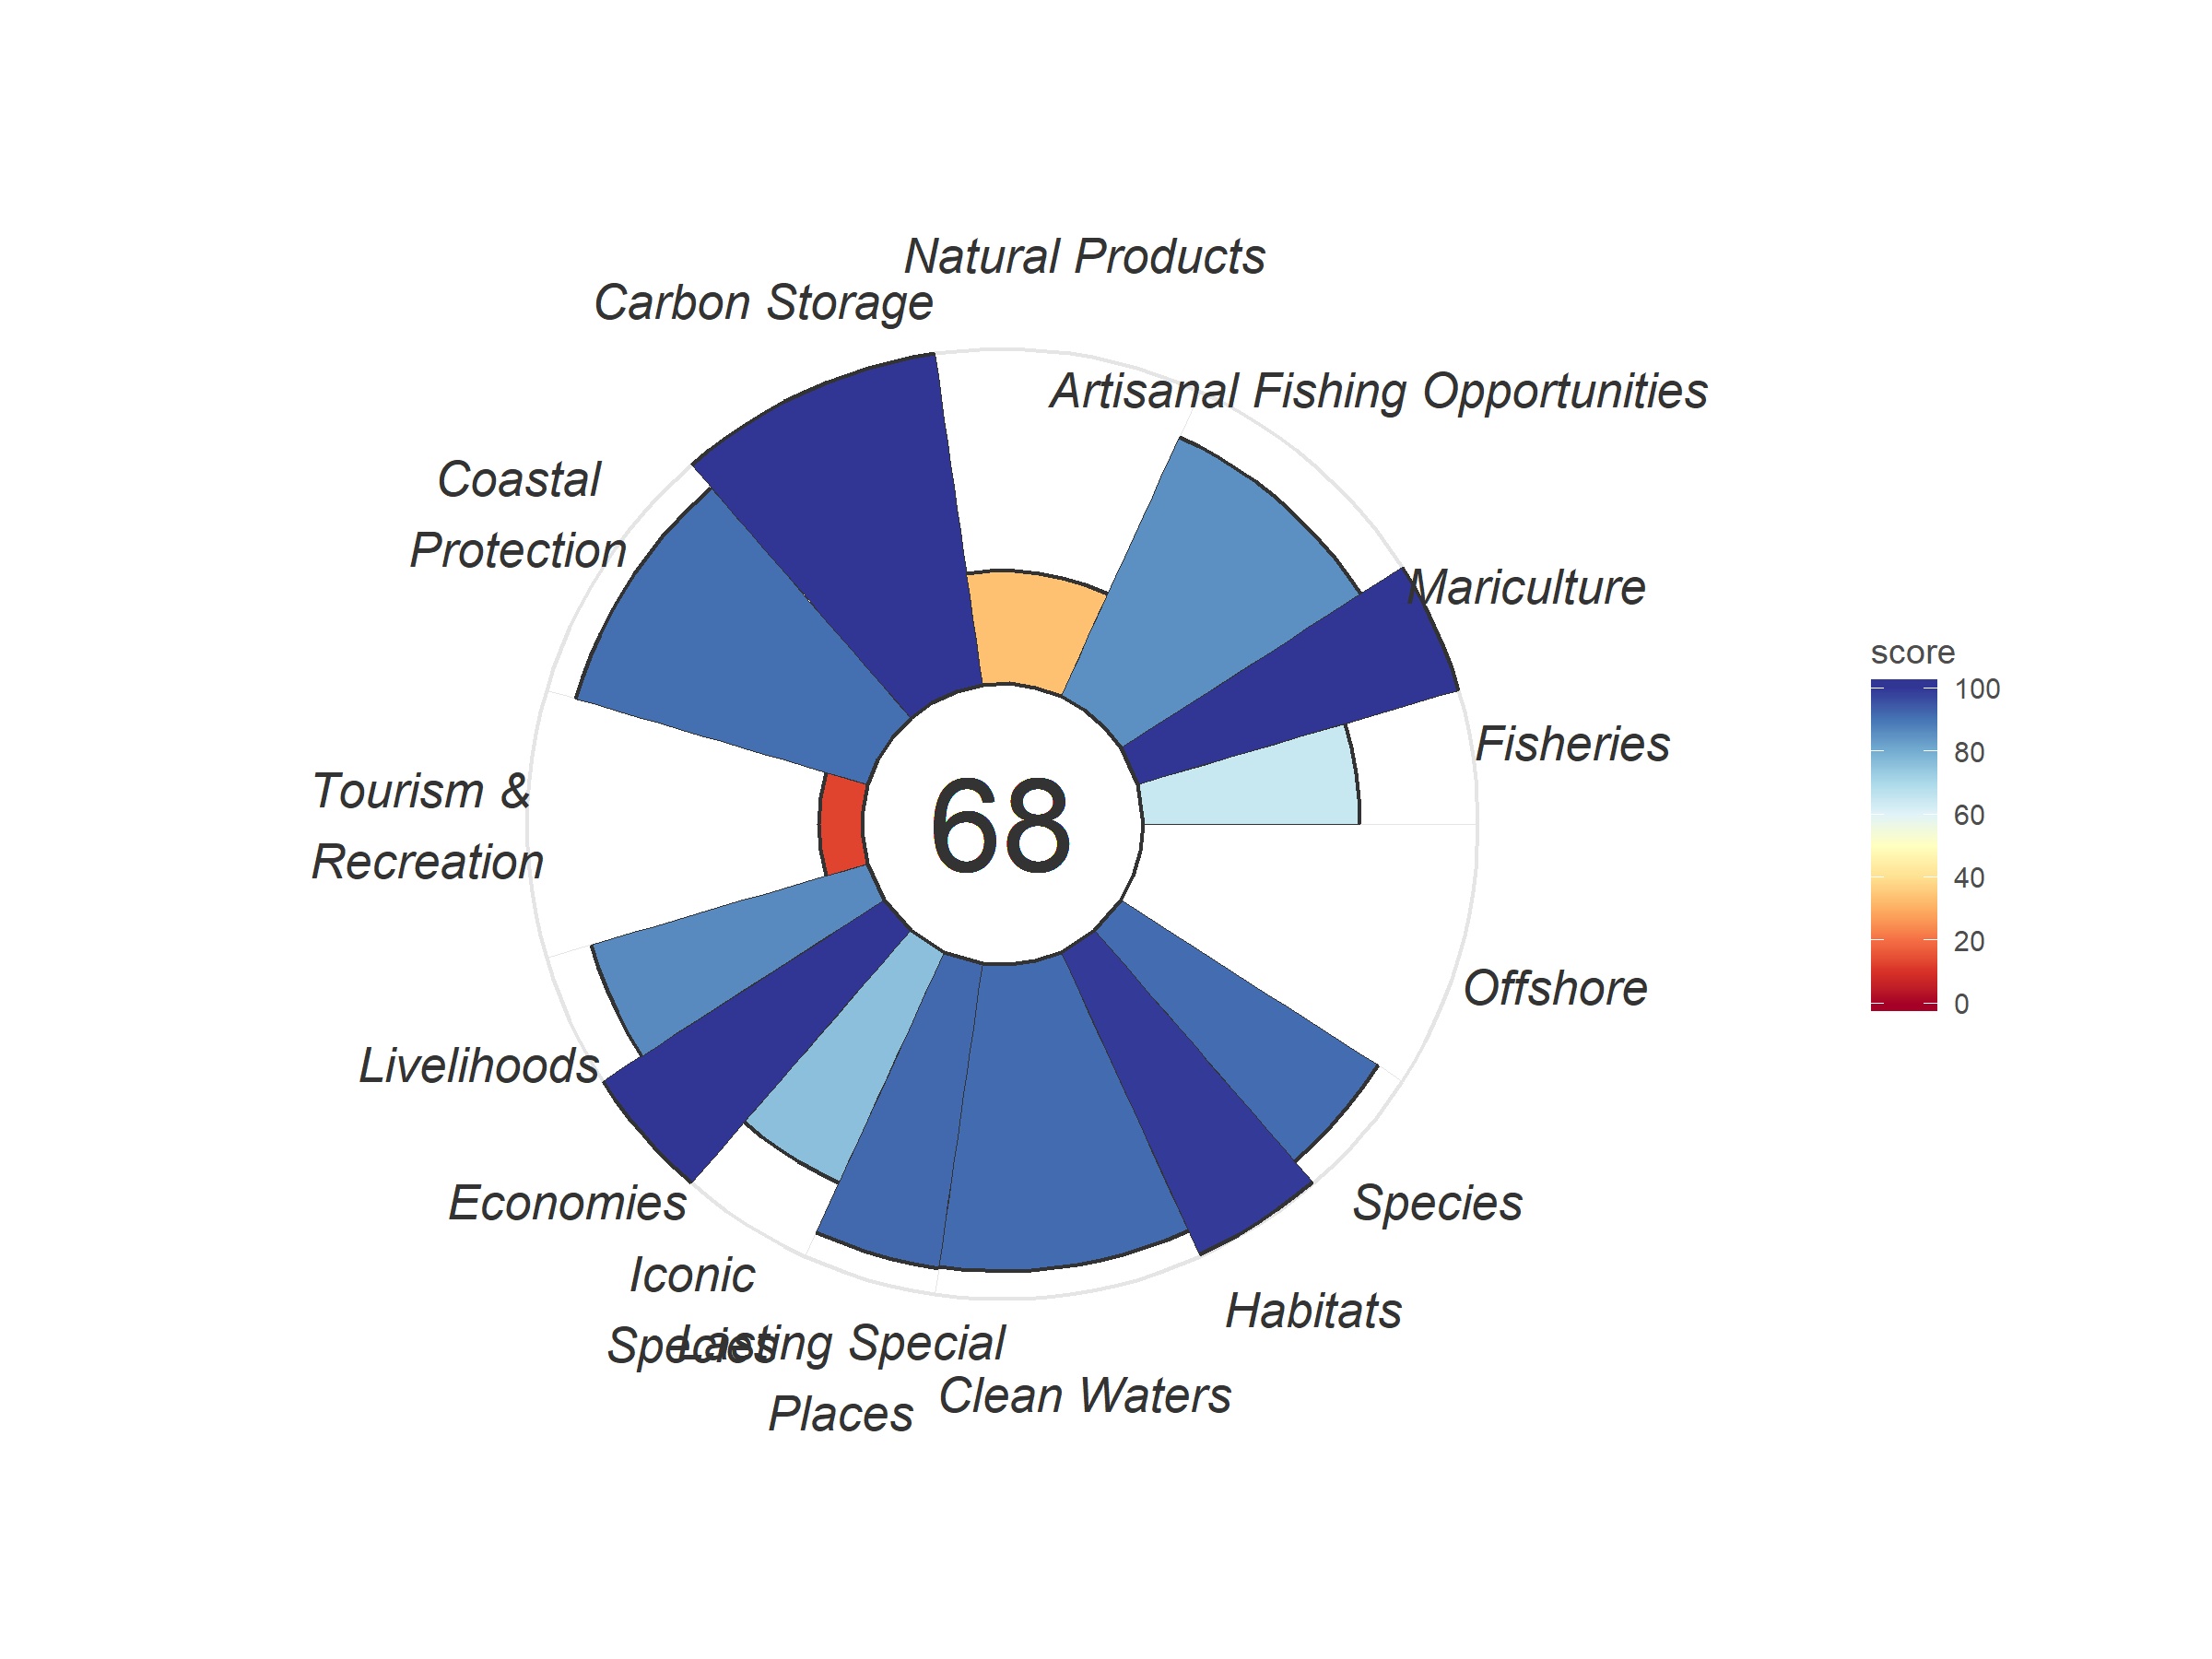 Natural Products
Carbon Storage
Artisanal Fishing Opportunities
Coastal
Protection
Mariculture
Fisheries
Tourism &
Recreation
68
Offshore
Livelihoods
Economies
Species
Iconic
Species
Habitats
Lasting Special
Places
Clean Waters
score
100
80
60
40
20
0